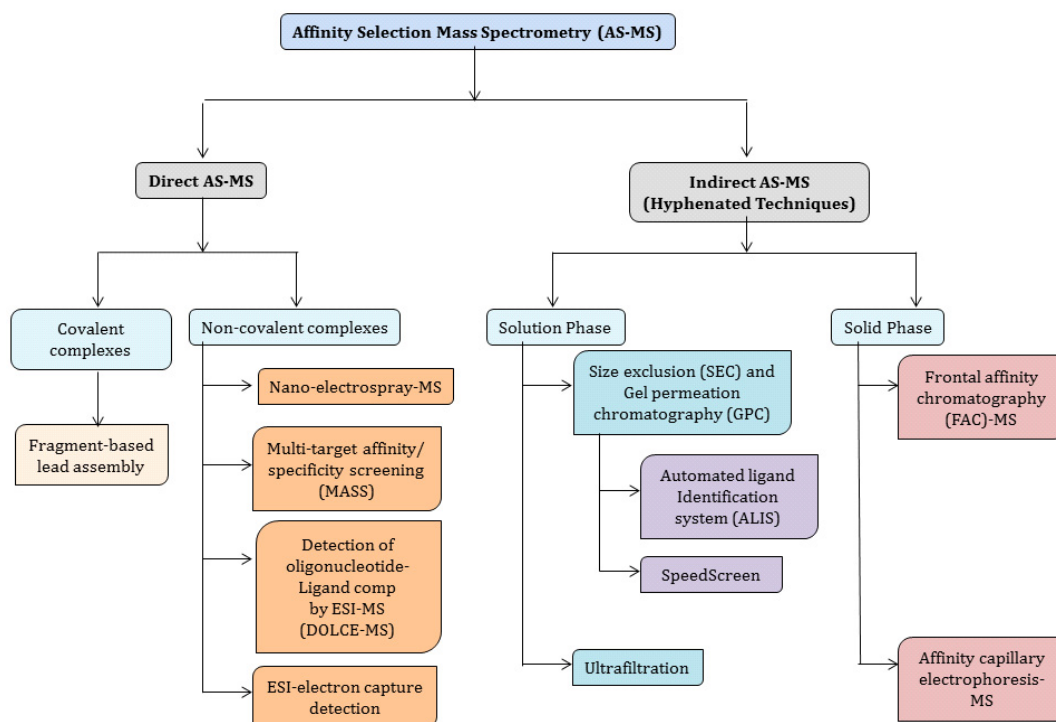 Affinity Selection Mass Spectrometry (AS-MS)
Direct AS-MS
Indirect AS-MS
(Hyphenated Techniques)
Covalent
complexes
Non-covalent complexes
Solution Phase
Solid Phase
Fragment-based
lead assembly
Nano-electrospray-MS
Multi-target affinity/
specificity screening
(MASS)
Detection of
oligonucleotide-
Ligand comp
by ESI-MS
(DOLCE-MS)
ESI-electron capture
detection
Size exclusion (SEC) and
Gel permeation
chromatography (GPC)
Automated ligand
Identification
system (ALIS)
SpeedScreen
Ultrafiltration
Frontal affinity
chromatography
(FAC)-MS
Affinity capillary
electrophoresis-
MS